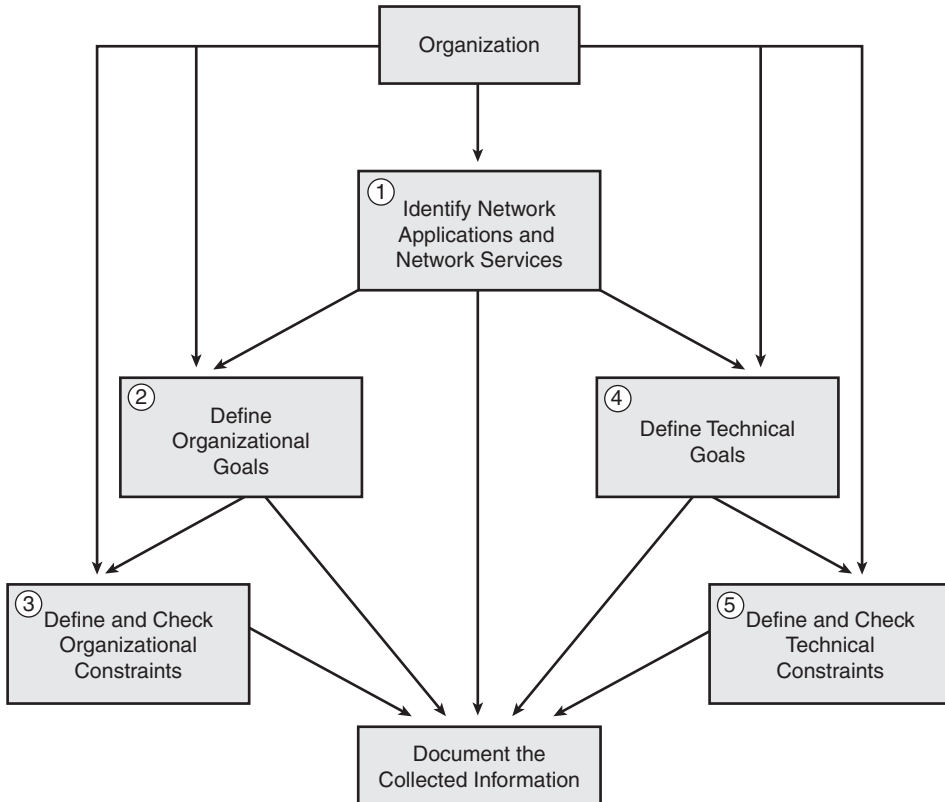 Organization
1
Identify Network
Applications and
Network Services
2
Define
Organizational
Goals
4
Define Technical
Goals
3
Define and Check
Organizational
Constraints
5
Define and Check
Technical
Constraints
Document the
Collected Information